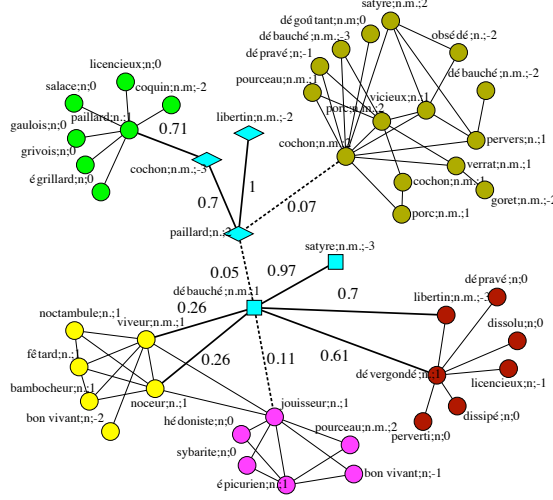 satyre;n.m.;2
dégoûtant;n.m;0
débauché;n.m.;-3
obsédé;n.;-2
licencieux;n;0
dépravé;n;-1
débauché;n.m.;-2
salace;n;0
coquin;n.m;-2
pourceau;n.m.;1
vicieux;n.;1
paillard;n.;1
libertin;n.m.;-2
porc;n.m.;2
gaulois;n;0
0.71
pervers;n.;1
grivois;n;0
cochon;n.m.;2
cochon;n.m.;-3
verrat;n.m.;1
égrillard;n;0
cochon;n.m.;1
1
goret;n.m.;-2
0.7
0.07
porc;n.m.;1
paillard;n.;2
satyre;n.m.;-3
0.05
0.97
dépravé;n;0
débauché;n.m.;1
0.7
libertin;n.m.;-3
noctambule;n.;1
0.26
viveur;n.m.;1
dissolu;n;0
fêtard;n.;1
0.26
0.11
0.61
dévergondé;n;1
licencieux;n;-1
bambocheur;n.;1
noceur;n.;1
jouisseur;n.;1
dissipé;n;0
bon vivant;n;-2
hédoniste;n;0
pourceau;n.m.;2
perverti;n;0
sybarite;n;0
bon vivant;n;-1
épicurien;n.;1